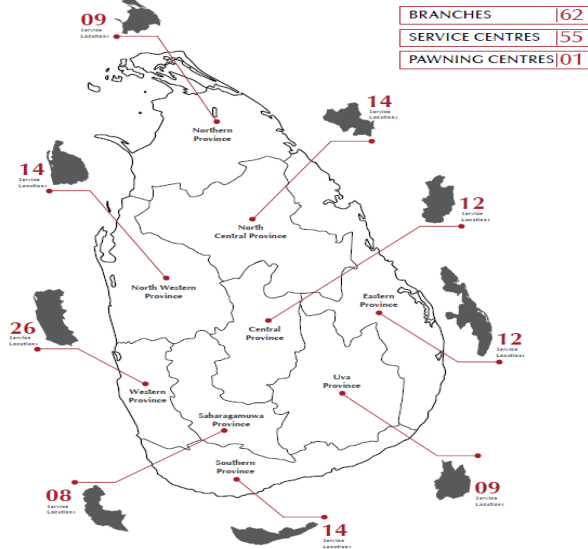 BRANCHES 62
SERVICE CENTRES 55
PAWNING CENTRES 01
09
Service
Locations
Northern
Province
14
Service
Locations
14
Service
Locations
North
Central Province
12
Service
Locations
North Western
Province
Eastern
Province
26
Service
Locations
Central
Province
12
Service
Locations
Western
Province
Uva
Province
Sabaragamuwa
Province
Southern
Province
08
Service
Locations
09
Service
Locations
14
Service
Locations